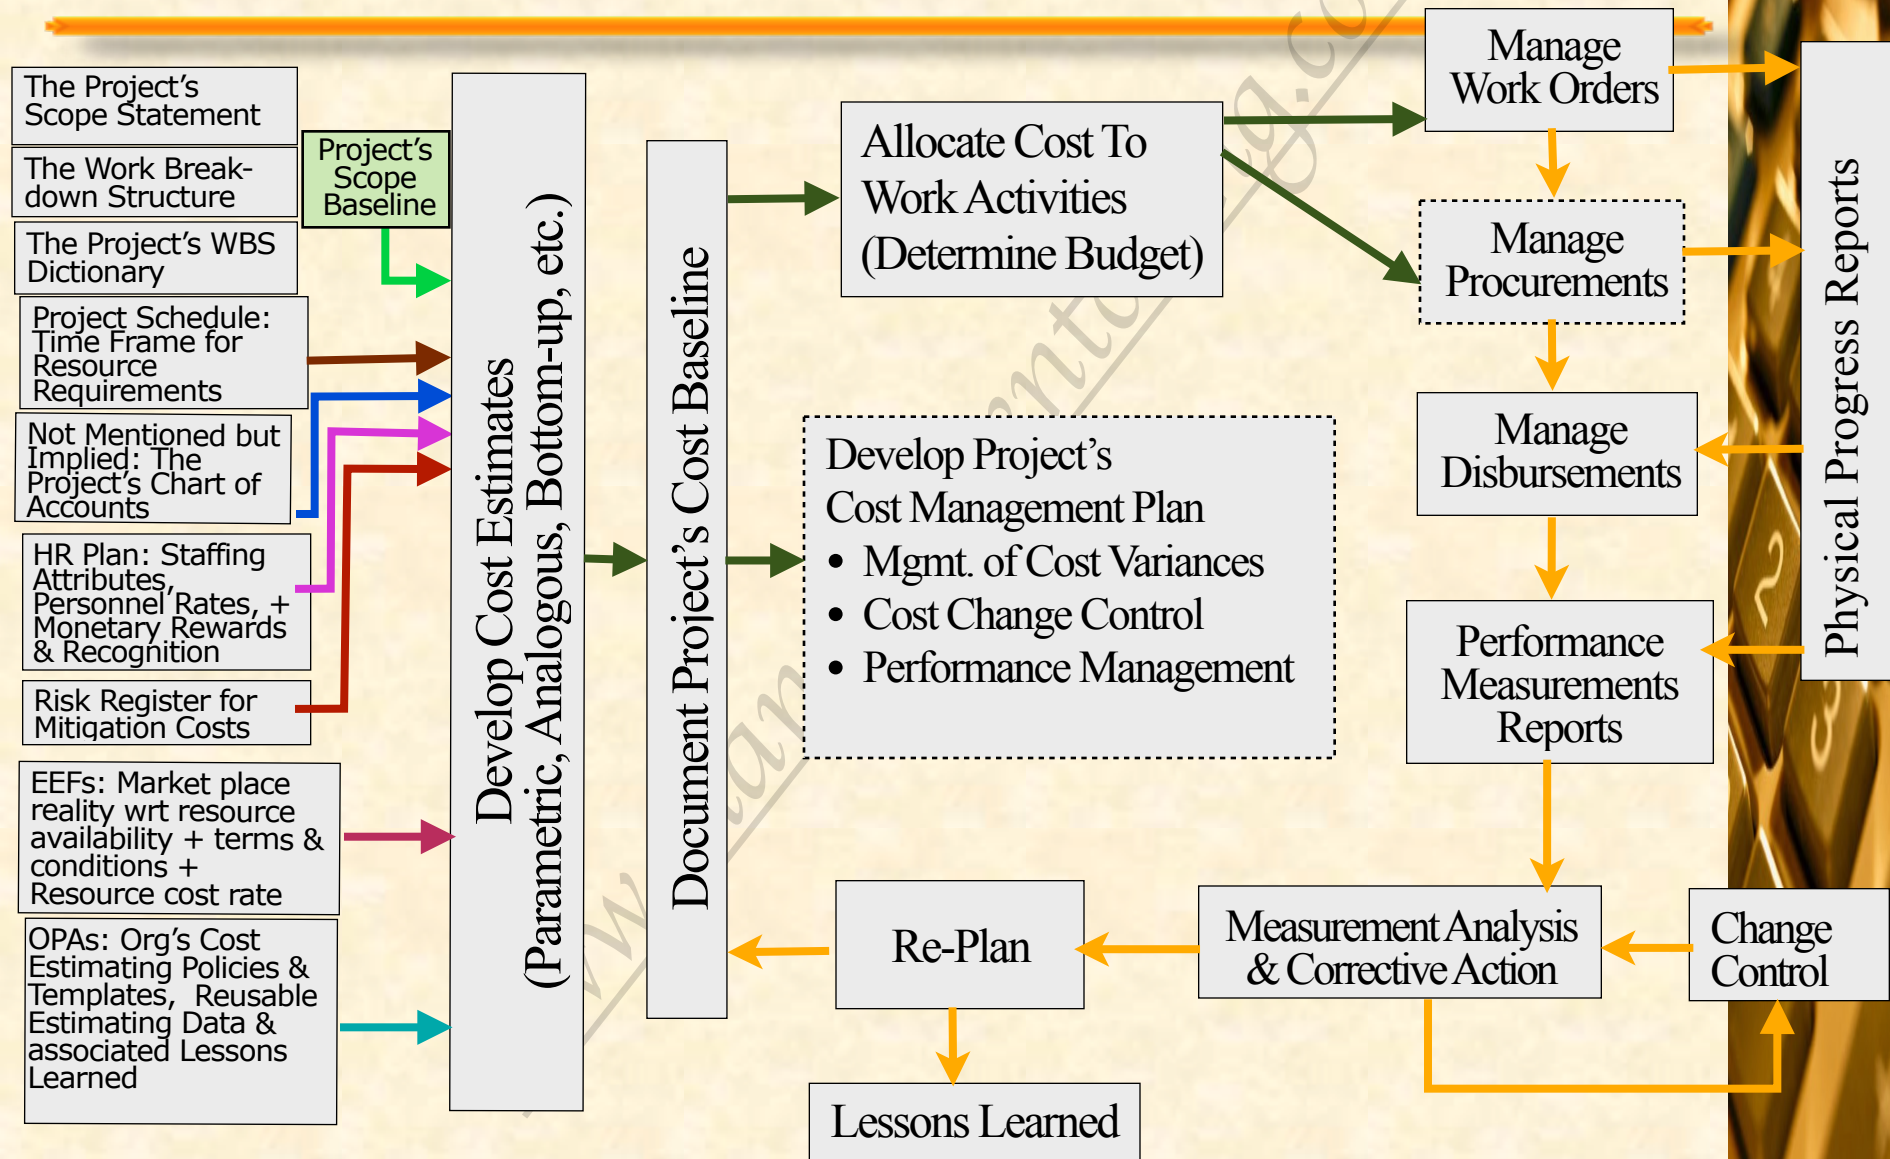 The Project's
Scope Statement
The Work Break-
down Structure
The Project's WBS
Dictionary
Project's
Scope
Baseline
Project Schedule:
Time Frame for
Resource
Requirements
Not Mentioned but
Implied: The
Project's Chart of
Accounts
HR Plan: Staffing
Attributes,
Personnel Rates, +
Monetary Rewards
& Recognition
Risk Register for
Mitigation Costs
EEFs: Market place
reality wrt resource
availability + terms &
conditions +
Resource cost rate
OPAs: Org's Cost
Estimating Policies &
Templates, Reusable
Estimating Data &
associated Lessons
Learned
Develop Cost Estimates
(Parametric, Analogous, Bottom-up, etc.)
Document Project's Cost Baseline
Allocate Cost To
Work Activities
(Determine Budget)
Develop Project's
Cost Management Plan
• Mgmt. of Cost Variances
• Cost Change Control
• Performance Management
Manage
Work Orders
Manage
Procurements
Manage
Disbursements
Performance
Measurements
Reports
Physical Progress Reports
Measurement Analysis
& Corrective Action
Change
Control
Re-Plan
Lessons Learned